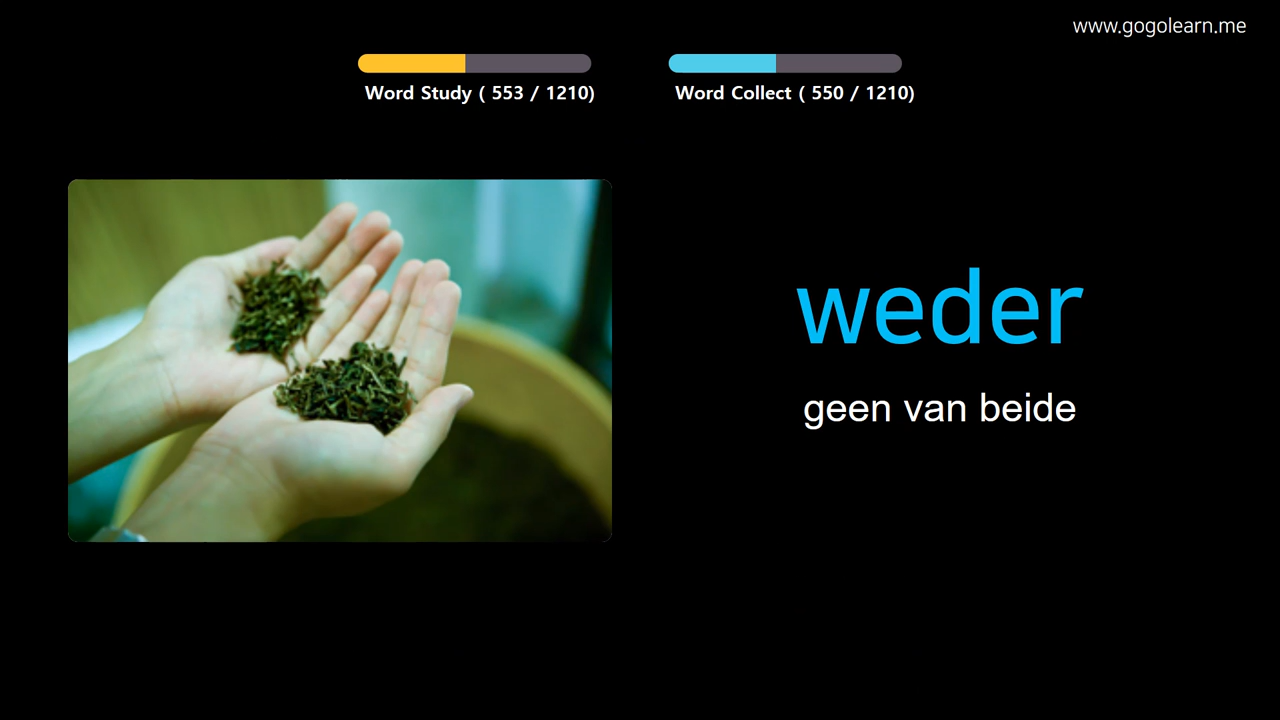 www.gogolearn.me
Word Study ( 553 / 1210)
Word Collect ( 550 / 1210)
weder
geen van beide